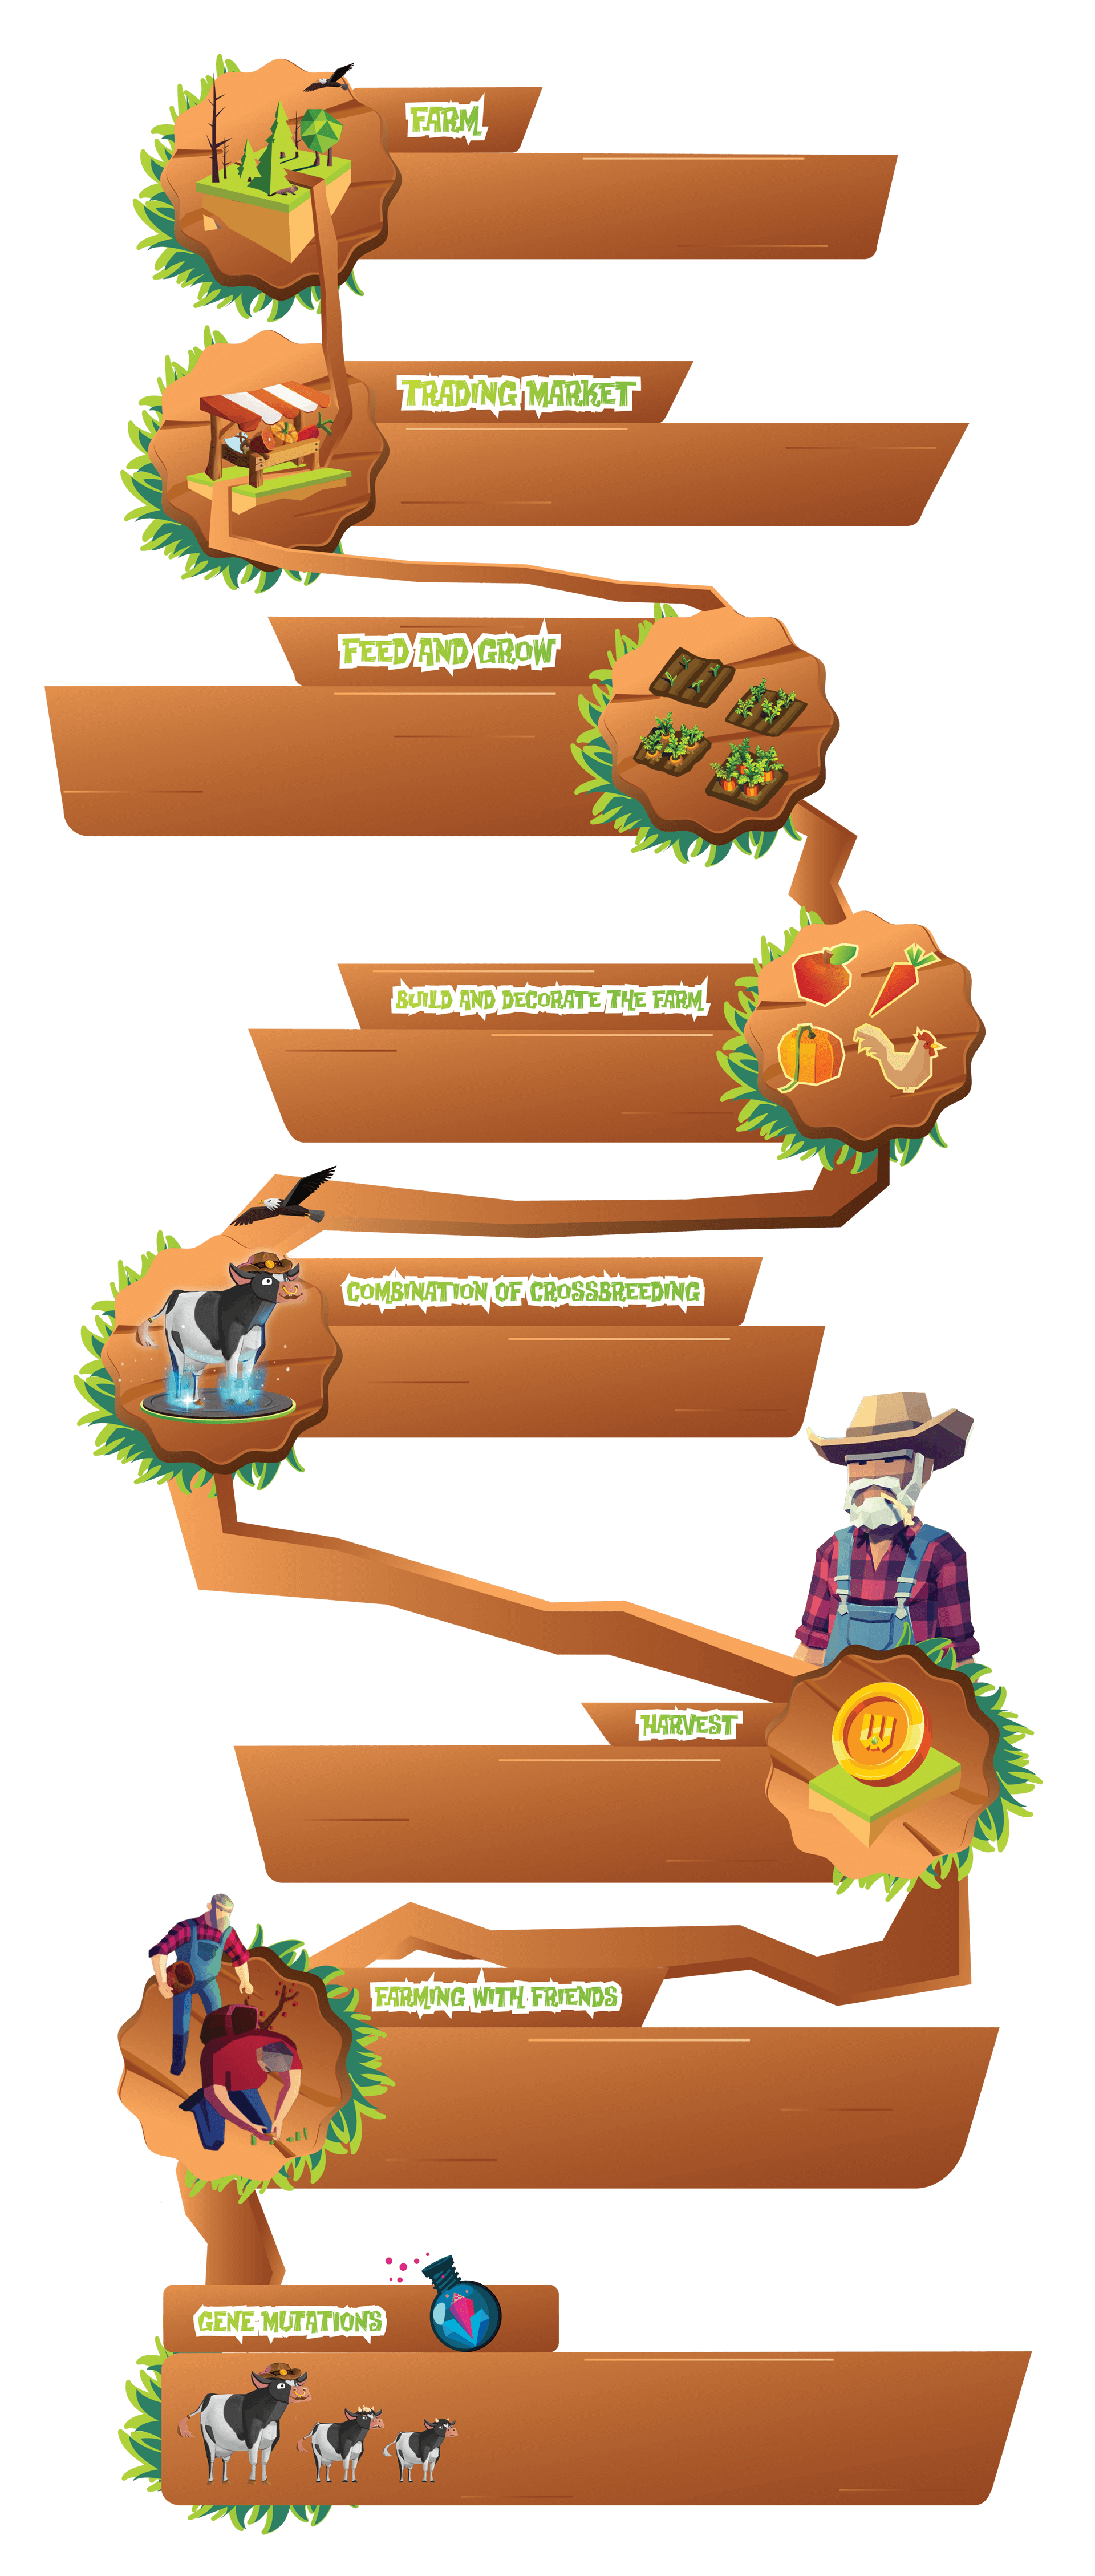 FARM
TRADING MARKET
FEED AND GROW
BUILD AND DECORATE THE FARM
COMBINATION OF CROSSBREEDING
HARVEST
W
FARMING WITH FRIENDS
GENE MUTATIONS